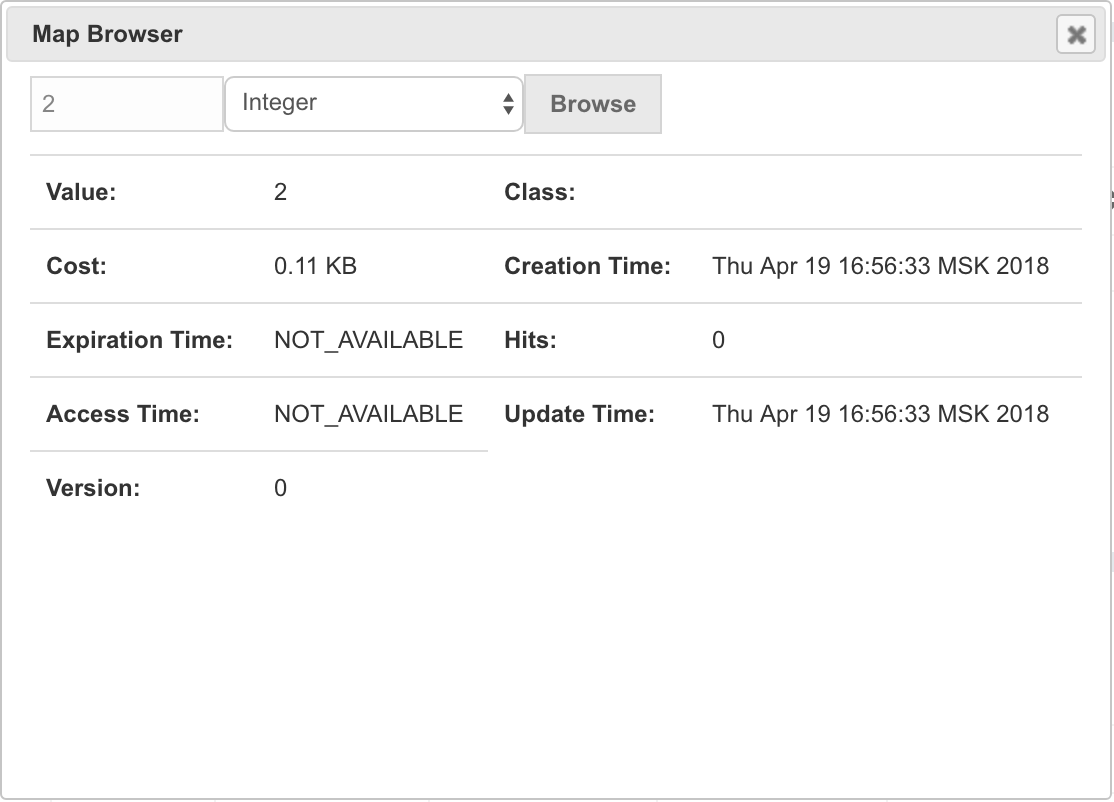 Map Browser
2 Integer Browse
Value: 2 Class:
Cost: 0.11 KB Creation Time: Thu Apr 19 16:56:33 MSK 2018
Expiration Time: NOT_AVAILABLE Hits: 0
Access Time: NOT_AVAILABLE Update Time: Thu Apr 19 16:56:33 MSK 2018
Version: 0